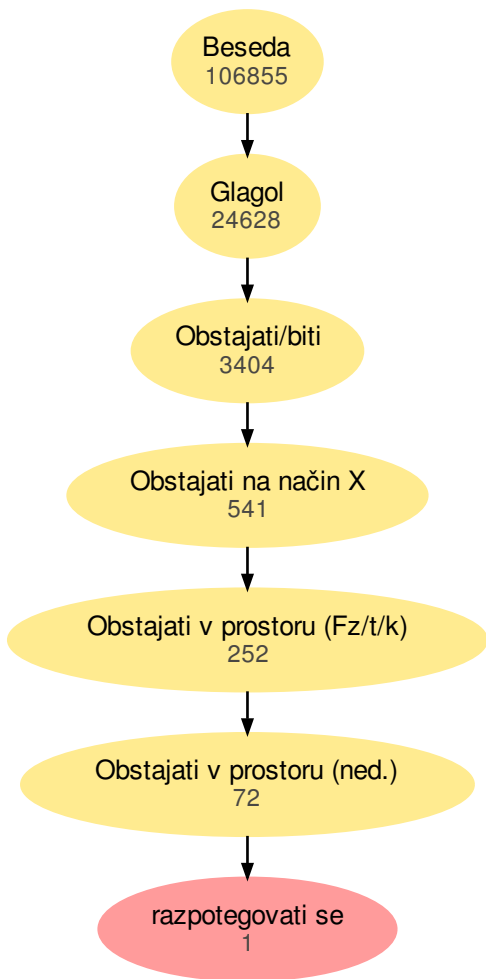 Beseda
106855
Glagol
24628
Obstajati/biti
3404
Obstajati na način X
541
Obstajati v prostoru (Fz/t/k)
252
Obstajati v prostoru (ned.)
72
razpotegovati se
1